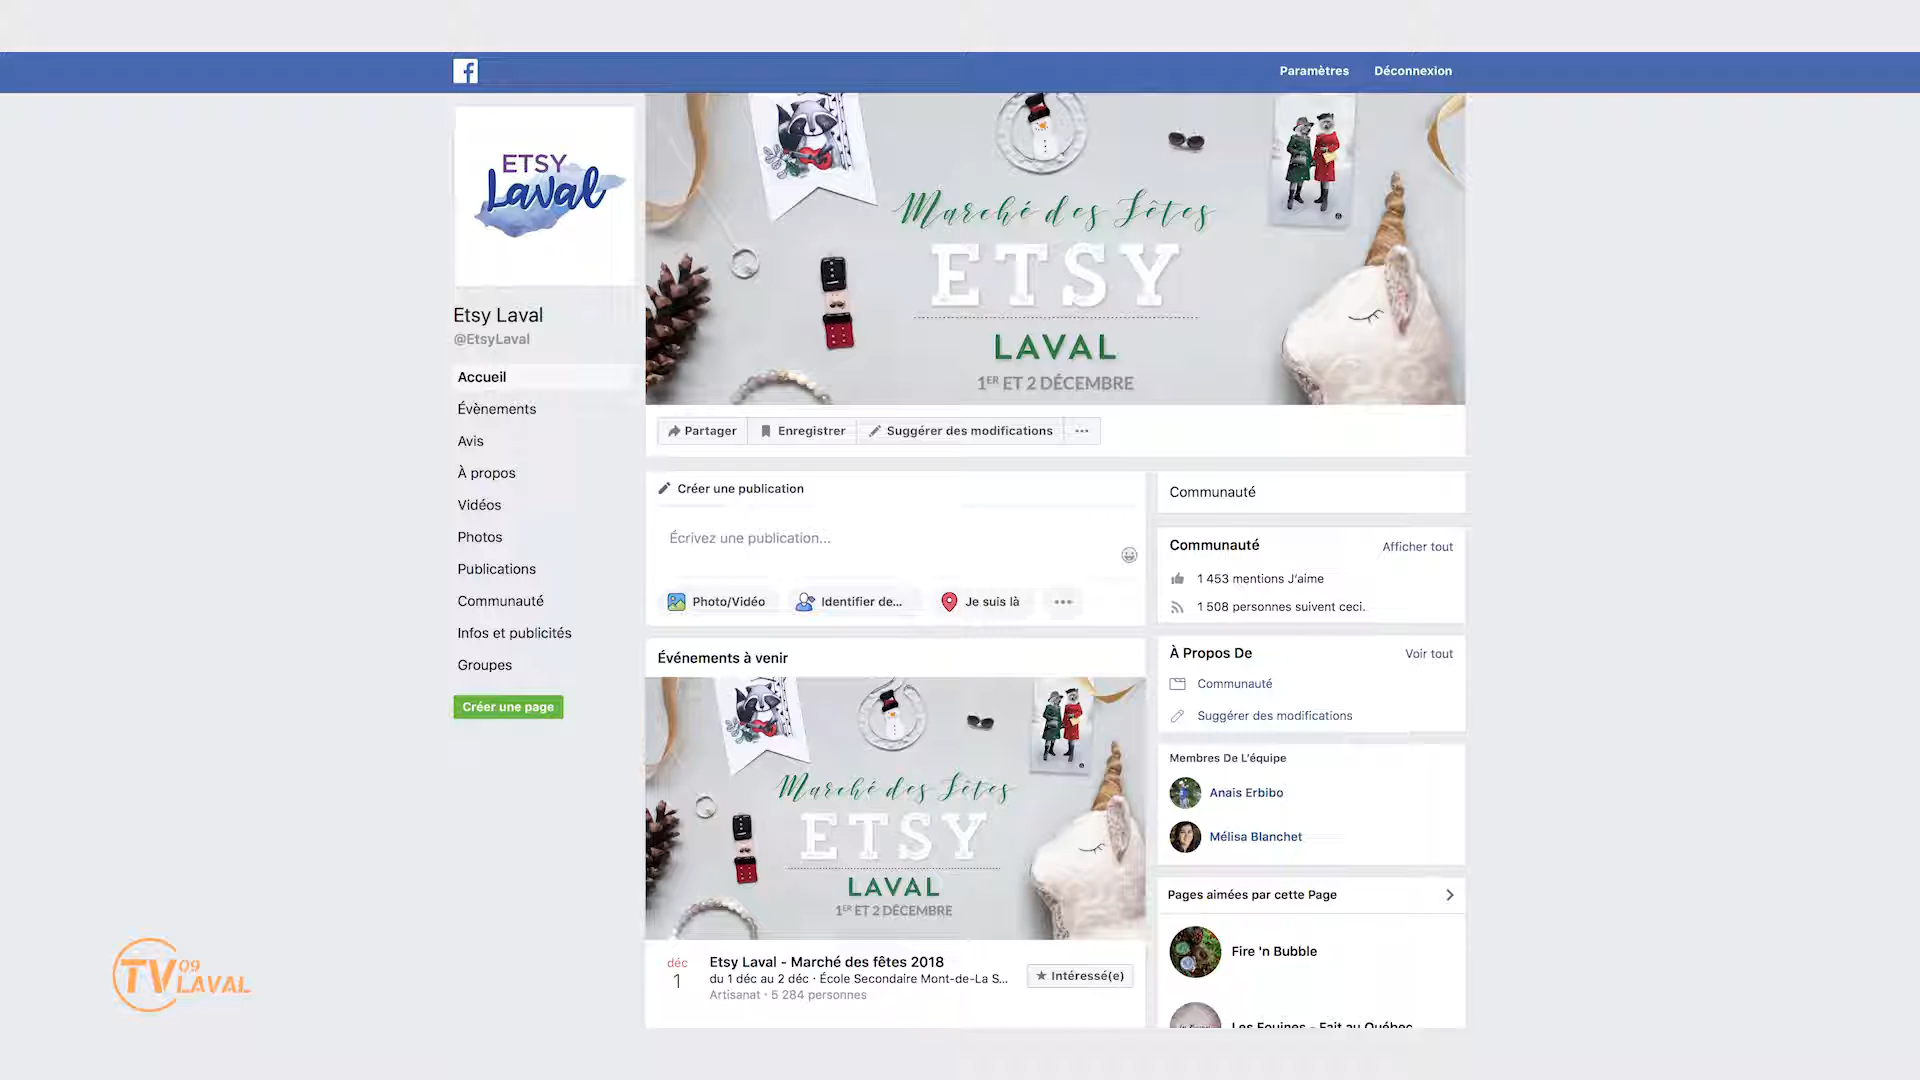 Paramètres Déconnexion
ETSY
Laval
Etsy Laval
@EtsyLaval
Accueil
Évènements
Avis
À propos
Vidéos
Photos
Publications
Communauté
Infos et publicités
Groupes
Créer une page
Marché des fêtes
ETSY
LAVAL
1ER ET 2 DÉCEMBRE
Partager Enregistrer Suggérer des modifications
Créer une publication
Écrivez une publication...
Photo/Vidéo Identifier de... Je suis là
Événements à venir
Marché des fêtes
ETSY
LAVAL
1ER ET 2 DÉCEMBRE
déc
1
Etsy Laval - Marché des fêtes 2018
du 1 déc au 2 déc · École Secondaire Mont-de-La S...
Artisanat · 5 284 personnes
Intéressé(e)
Communauté
Communauté Afficher tout
1 453 mentions J'aime
1 508 personnes suivent ceci.
À Propos De Voir tout
Communauté
Suggérer des modifications
Membres De L'équipe
Anais Erbibo
Mélisa Blanchet
Pages aimées par cette Page
Fire 'n Bubble
Les Fouines - Fait au Québec
TV 09
LAVAL